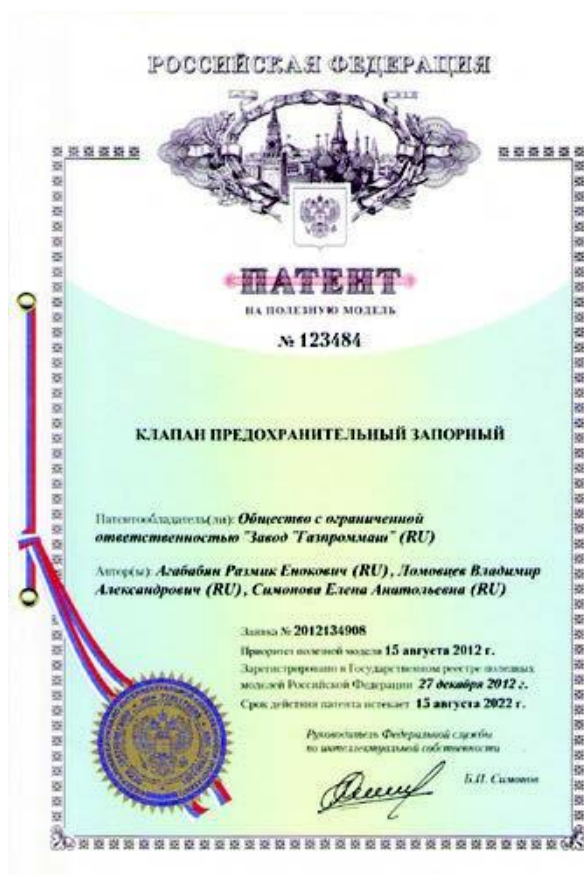 РОССИЙСКАЯ ФЕДЕРАЦИЯ
ПАТЕНТ
НА ПОЛЕЗНУЮ МОДЕЛЬ
№ 123484
КЛАПАН ПРЕДОХРАНИТЕЛЬНЫЙ ЗАПОРНЫЙ
Патентообладатель(ли): Общество с ограниченной
ответственностью "Завод "Газпроммаш" (RU)
Автор(ы): Агабабян Размик Енокович (RU), Ломовцев Владимир
Александрович (RU), Симонова Елена Анатольевна (RU)
Заявка № 2012134908
Приоритет полезной модели 15 августа 2012 г.
Зарегистрировано в Государственном реестре полезных
моделей Российской Федерации 27 декабря 2012 г.
Срок действия патента истекает 15 августа 2022 г.
Руководитель Федеральной службы
по интеллектуальной собственности
Б.П. Симонов